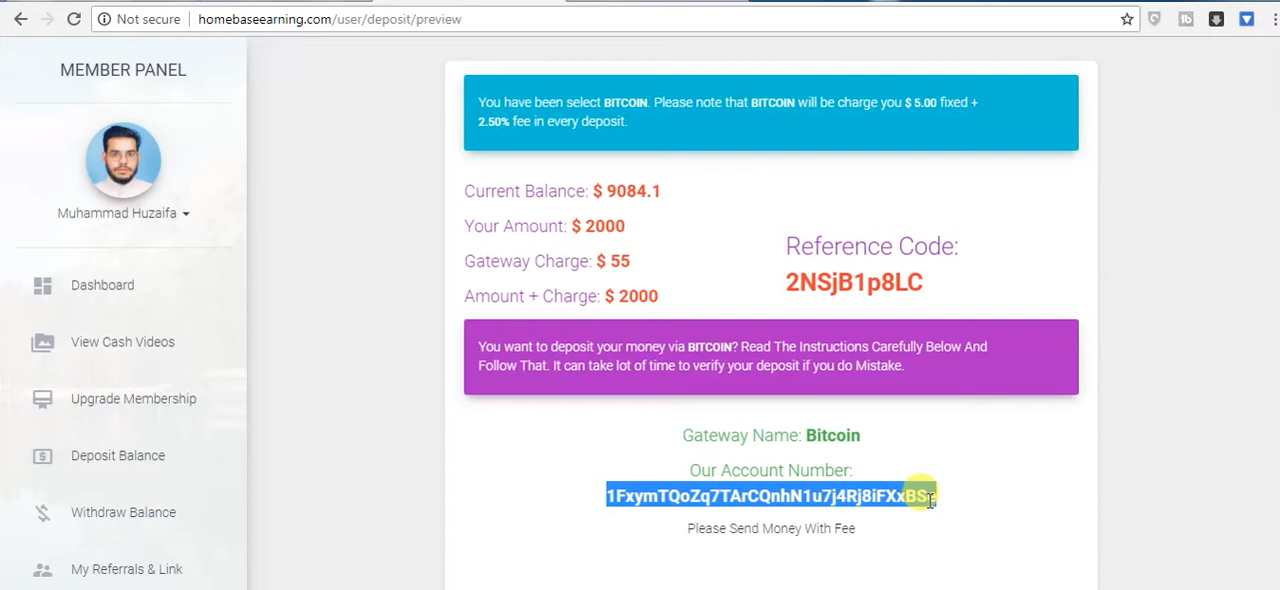 Not secure
homebaseearning.com/user/deposit/preview
MEMBER PANEL
Muhammad Huzaifa
Dashboard
View Cash Videos
Upgrade Membership
Deposit Balance
Withdraw Balance
My Referrals & Link
You have been select BITCOIN. Please note that BITCOIN will be charge you $ 5.00 fixed +
2.50% fee in every deposit.
Current Balance: $ 9084.1
Your Amount: $ 2000
Gateway Charge: $ 55
Amount + Charge: $ 2000
Reference Code:
2NSjB1p8LC
You want to deposit your money via BITCOIN? Read The Instructions Carefully Below And
Follow That. It can take lot of time to verify your deposit if you do Mistake.
Gateway Name: Bitcoin
Our Account Number:
Please Send Money With Fee